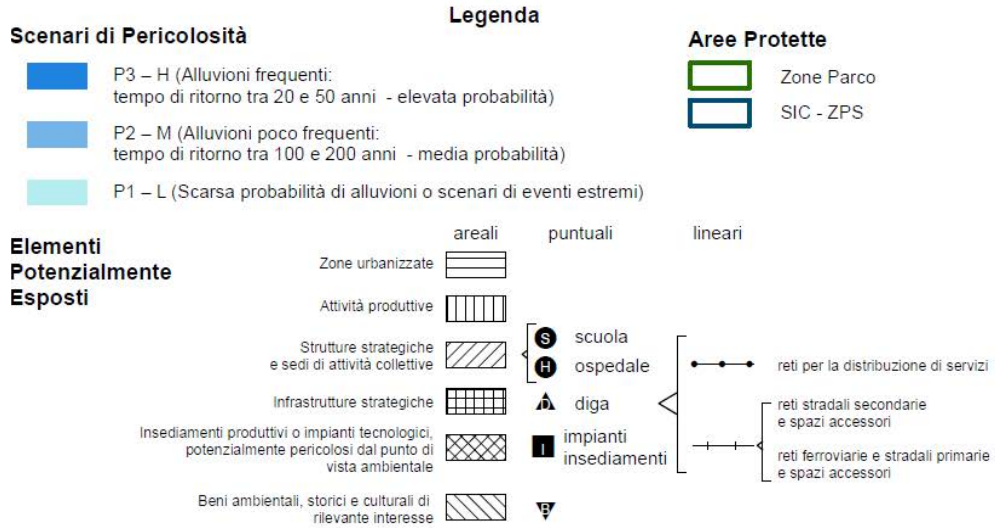 Legenda
Scenari di Pericolosità
P3 – H (Alluvioni frequenti:
tempo di ritorno tra 20 e 50 anni - elevata probabilità)
P2 – M (Alluvioni poco frequenti:
tempo di ritorno tra 100 e 200 anni - media probabilità)
P1 – L (Scarsa probabilità di alluvioni o scenari di eventi estremi)
Aree Protette
Zone Parco
SIC - ZPS
Elementi
Potenzialmente
Esposti
areali
puntuali
lineari
Zone urbanizzate
Attività produttive
Strutture strategiche
e sedi di attività collettive
S
scuola
H
ospedale
Infrastrutture strategiche
D
diga
Insediamenti produttivi o impianti tecnologici,
potenzialmente pericolosi dal punto di
vista ambientale
I
impianti
insediamenti
Beni ambientali, storici e culturali di
rilevante interesse
B
reti per la distribuzione di servizi
reti stradali secondarie
e spazi accessori
reti ferroviarie e stradali primarie
e spazi accessori